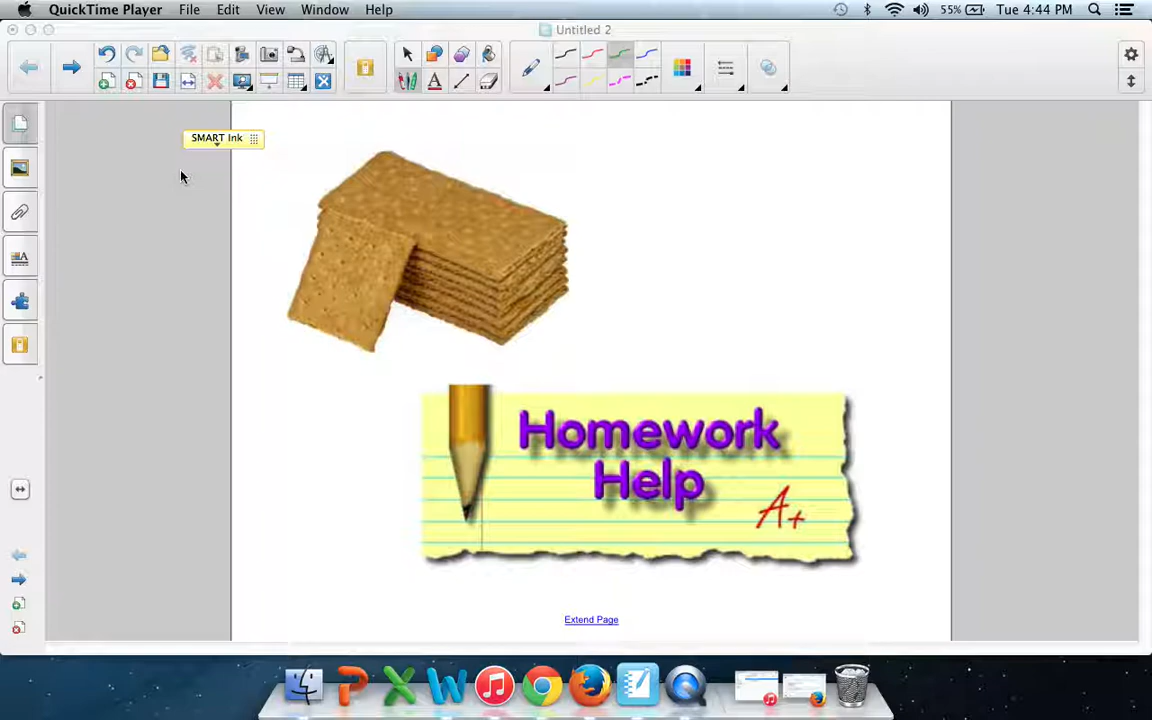 QuickTime Player File Edit View Window Help 55% Tue 4:44 PM
Untitled 2
SMART Ink
Homework
Help
A+
Extend Page